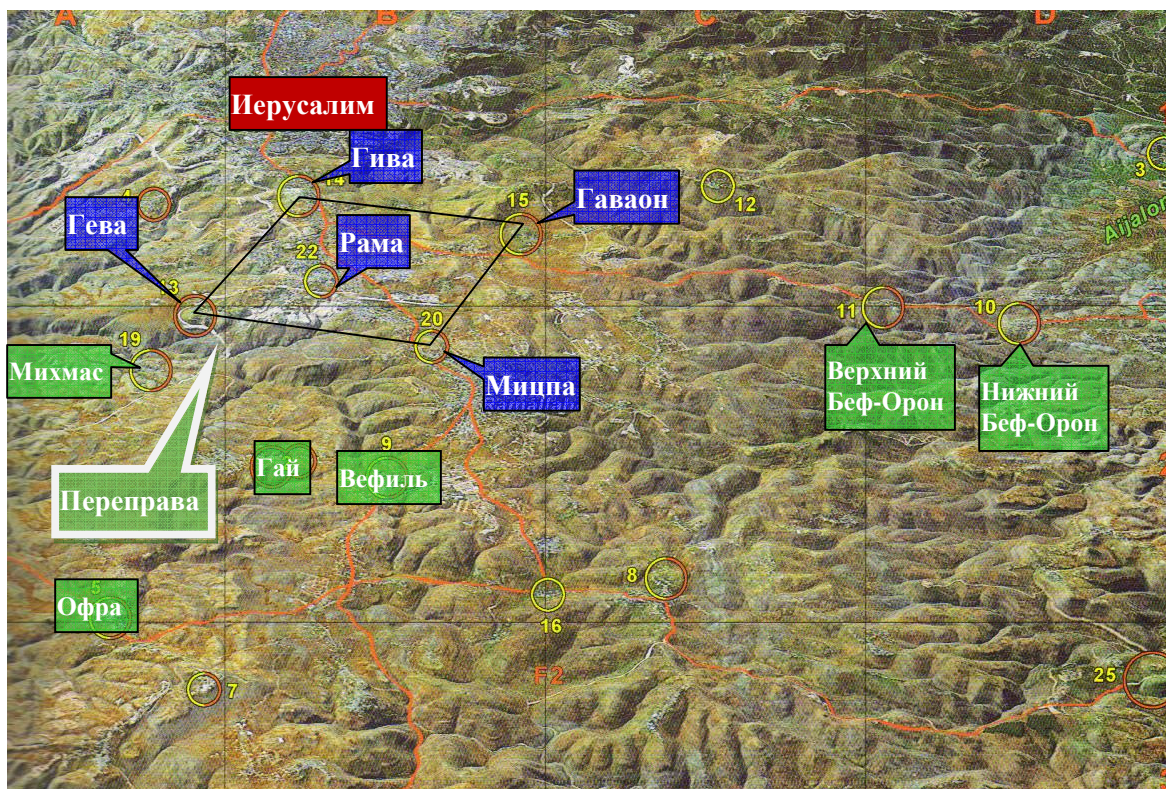 A
B
C
D
Иерусалим
Гива
14
15
Гаваон
12
3
4
Гева
Рама
22
Aijalon
13
20
11
10
19
Михмас
Мицпа
Верхний
Беф-Орон
Нижний
Беф-Орон
9
Гай
Вефиль
Переправа
8
5
Офра
16
F2
7
25